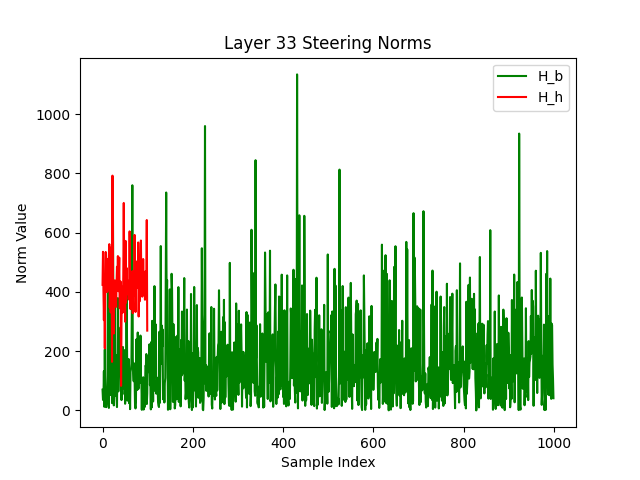 Layer 33 Steering Norms
H_b
H_h
1000
800
600
400
200
0
Norm Value
0 200 400 600 800 1000
Sample Index